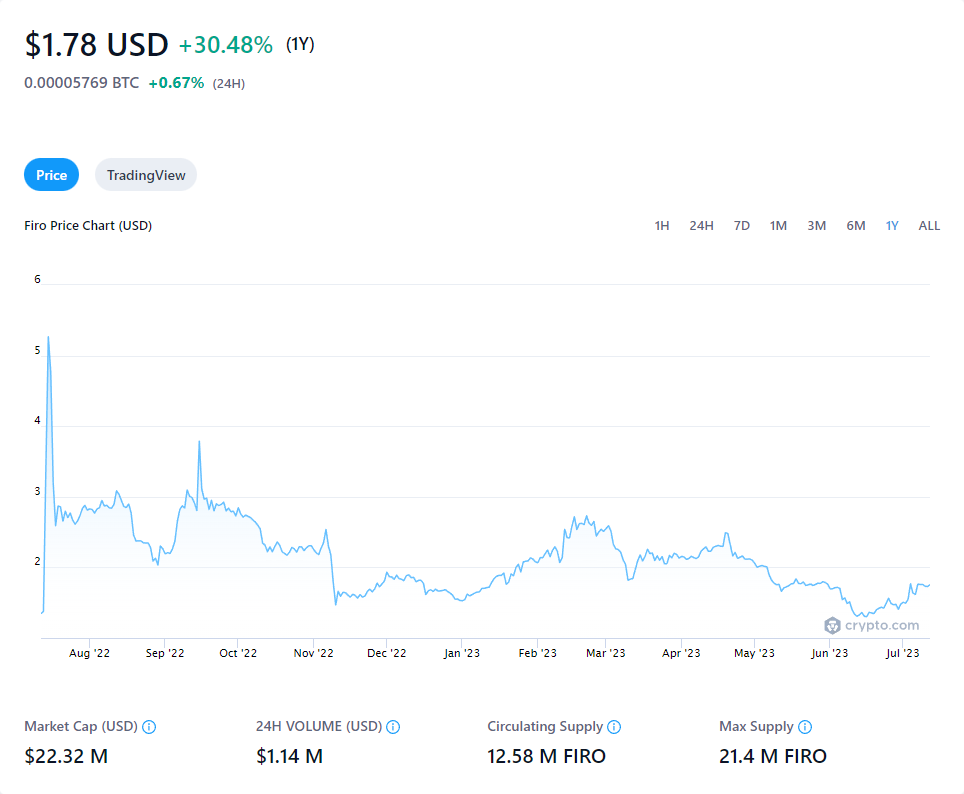 $1.78 USD +30.48% (1Y)
0.00005769 BTC +0.67% (24H)
Price TradingView
Firo Price Chart (USD) 1H 24H 7D 1M 3M 6M 1Y ALL
6
5
4
3
2
crypto.com
Aug '22 Sep '22 Oct '22 Nov '22 Dec '22 Jan '23 Feb '23 Mar '23 Apr '23 May '23 Jun '23 Jul '23
Market Cap (USD) 24H VOLUME (USD) Circulating Supply Max Supply
$22.32 M $1.14 M 12.58 M FIRO 21.4 M FIRO